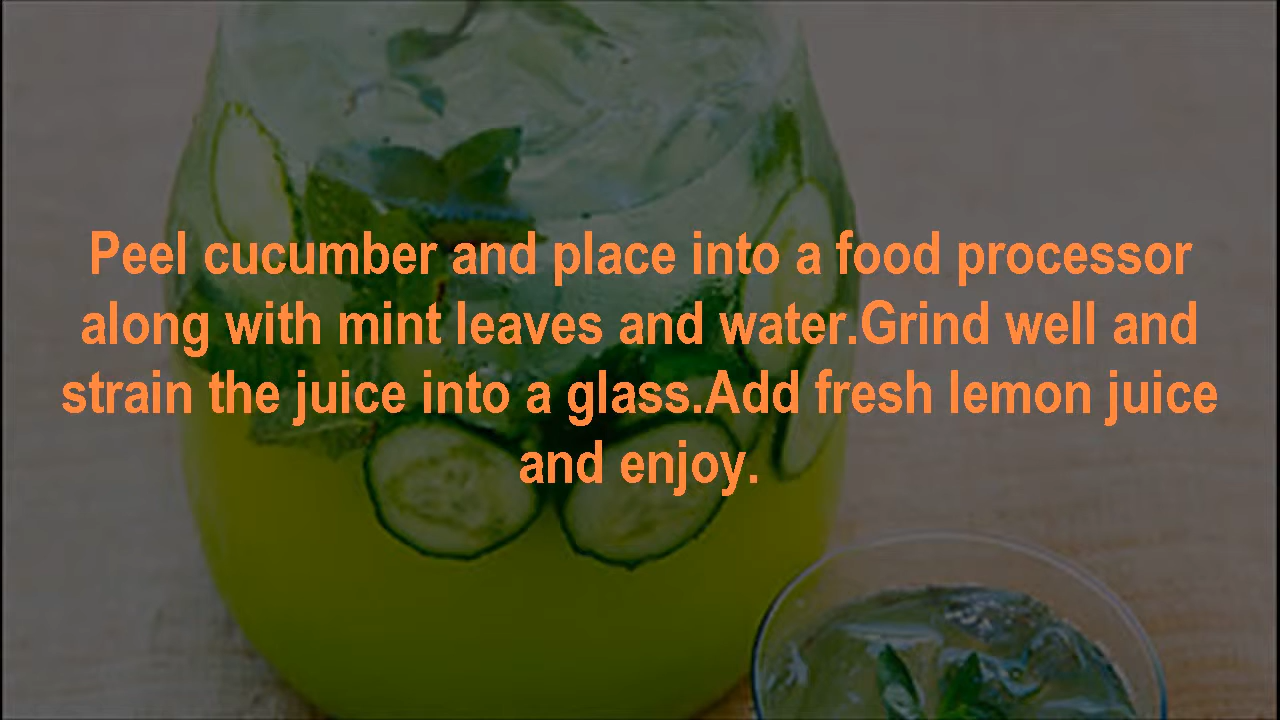 Peel cucumber and place into a food processor
along with mint leaves and water.Grind well and
strain the juice into a glass.Add fresh lemon juice
and enjoy.